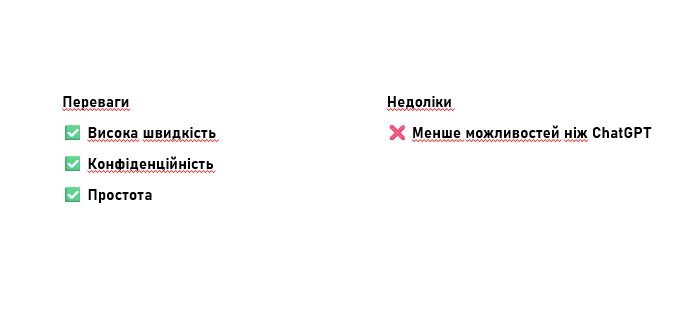 Переваги
✅ Висока швидкість
✅ Конфіденційність
✅ Простота
Недоліки
❌ Менше можливостей ніж ChatGPT